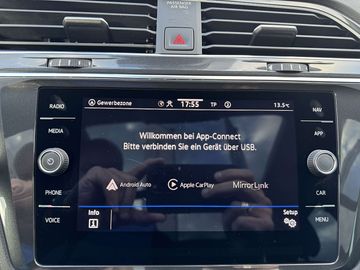 PASSENGER
AIR BAG
RADIO
MEDIA
PHONE
VOICE
Gewerbezone
17:55
TP
13.5°C
Willkommen bei App-Connect
Bitte verbinden Sie ein Gerät über USB.
Android Auto
Apple CarPlay
MirrorLink
Info
Setup
NAV
APP
CAR
MENU